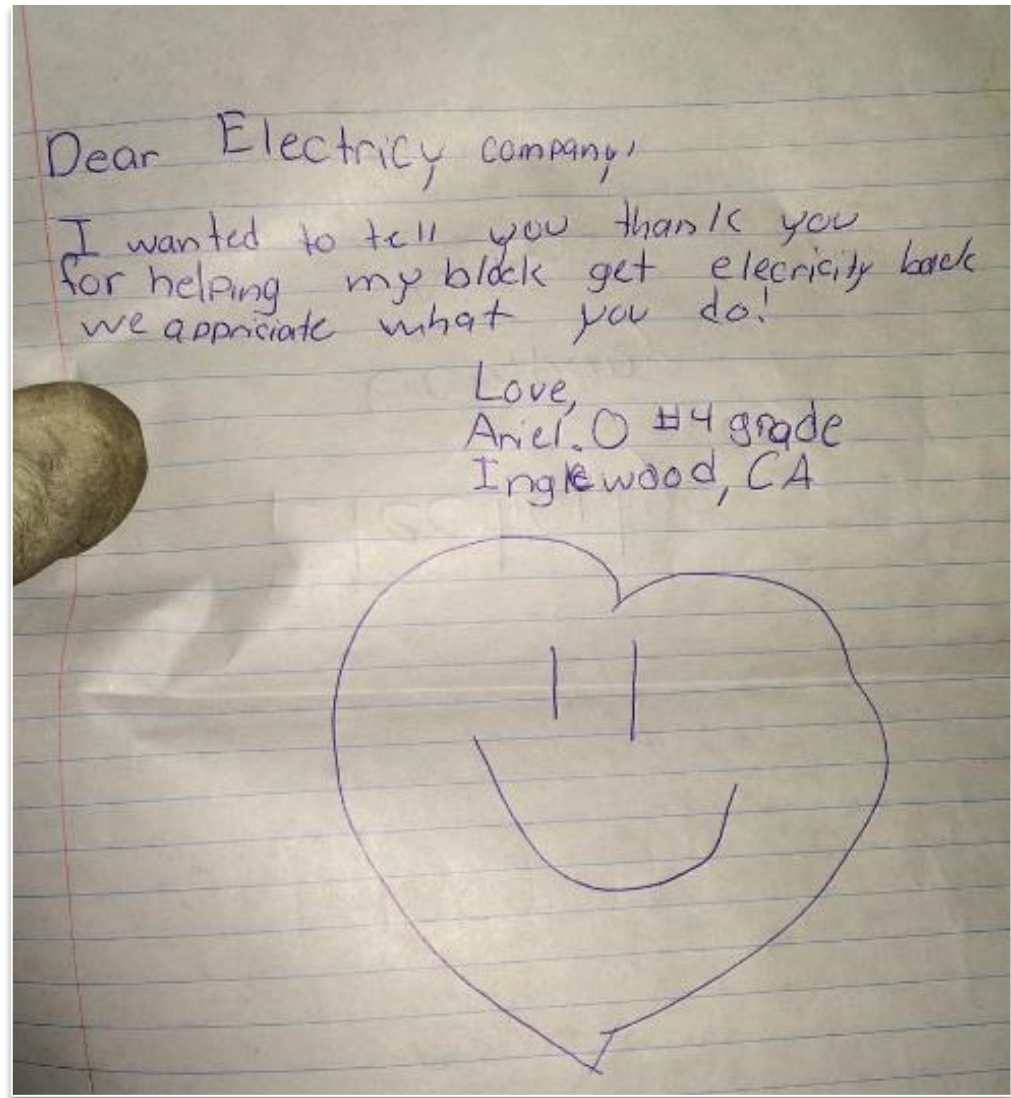 Dear Electricy company,
I wanted to tell you thank you
for helping my block get elecricity back
we appriciate what you do!
Love,
Ariel.O #4 grade
Inglewood, CA